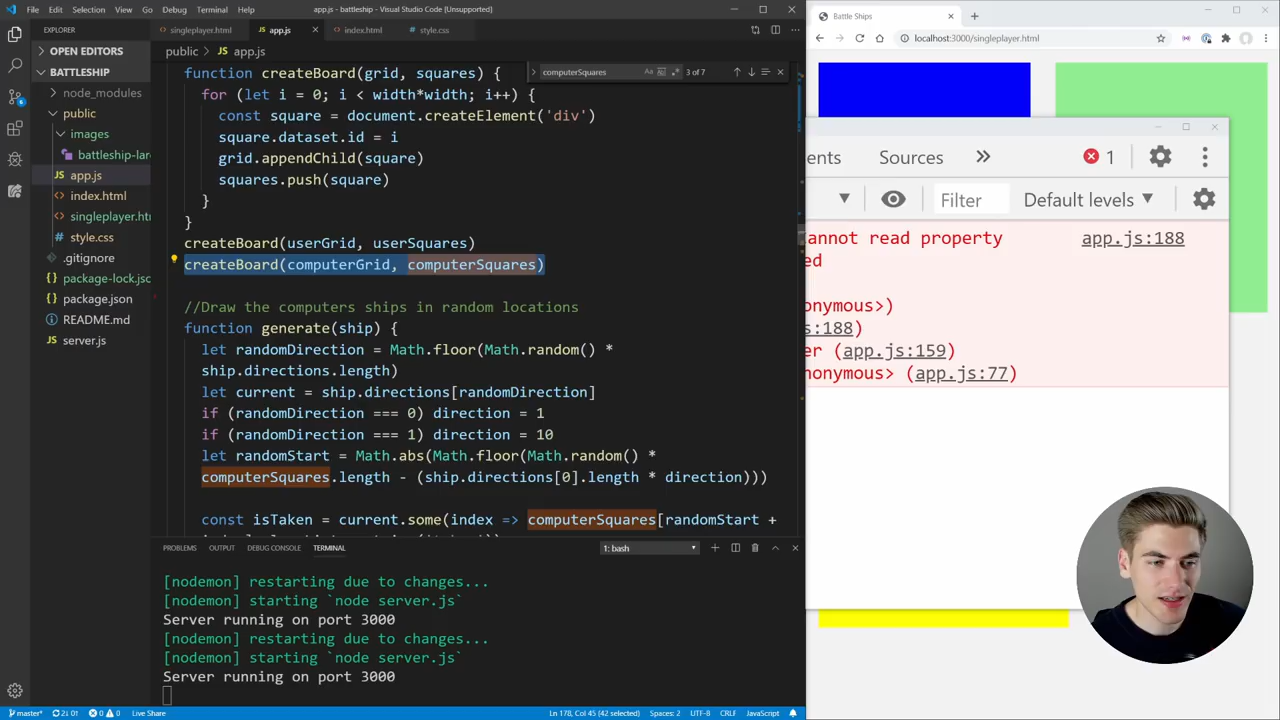 File Edit Selection View Go Debug Terminal Help
app.js - battleship - Visual Studio Code (Unsupported)
EXPLORER
OPEN EDITORS
BATTLESHIP
node_modules
public
images
battleship-lar
app.js
index.html
singleplayer.htr
style.css
.gitignore
package-lock.jsc
package.json
README.md
server.js
singleplayer.html
app.js
index.html
style.css
public > app.js
computerSquares
3 of 7
function createBoard(grid, squares) {
for (let i = 0; i < width*width; i++) {
const square = document.createElement('div')
square.dataset.id = i
grid.appendChild(square)
squares.push(square)
}
}
createBoard(userGrid, userSquares)
createBoard(computerGrid, computerSquares)
//Draw the computers ships in random locations
function generate(ship) {
let randomDirection = Math.floor(Math.random() *
ship.directions.length)
let current = ship.directions[randomDirection]
if (randomDirection === 0) direction = 1
if (randomDirection === 1) direction = 10
let randomStart = Math.abs(Math.floor(Math.random() *
computerSquares.length - (ship.directions[0].length * direction)))
const isTaken = current.some(index => computerSquares[randomStart +
PROBLEMS OUTPUT DEBUG CONSOLE TERMINAL
1: bash
[nodemon] restarting due to changes...
[nodemon] starting `node server.js`
Server running on port 3000
[nodemon] restarting due to changes...
[nodemon] starting `node server.js`
Server running on port 3000
master* 2↓ 0↑ 0 0 Live Share
Ln 178, Col 45 (42 selected) Spaces: 2 UTF-8 CRLF JavaScript
Battle Ships
localhost:3000/singleplayer.html
ents Sources 1
Filter Default levels
annot read property app.js:188
ed
onymous>)
s:188)
er (app.js:159)
nonymous> (app.js:77)